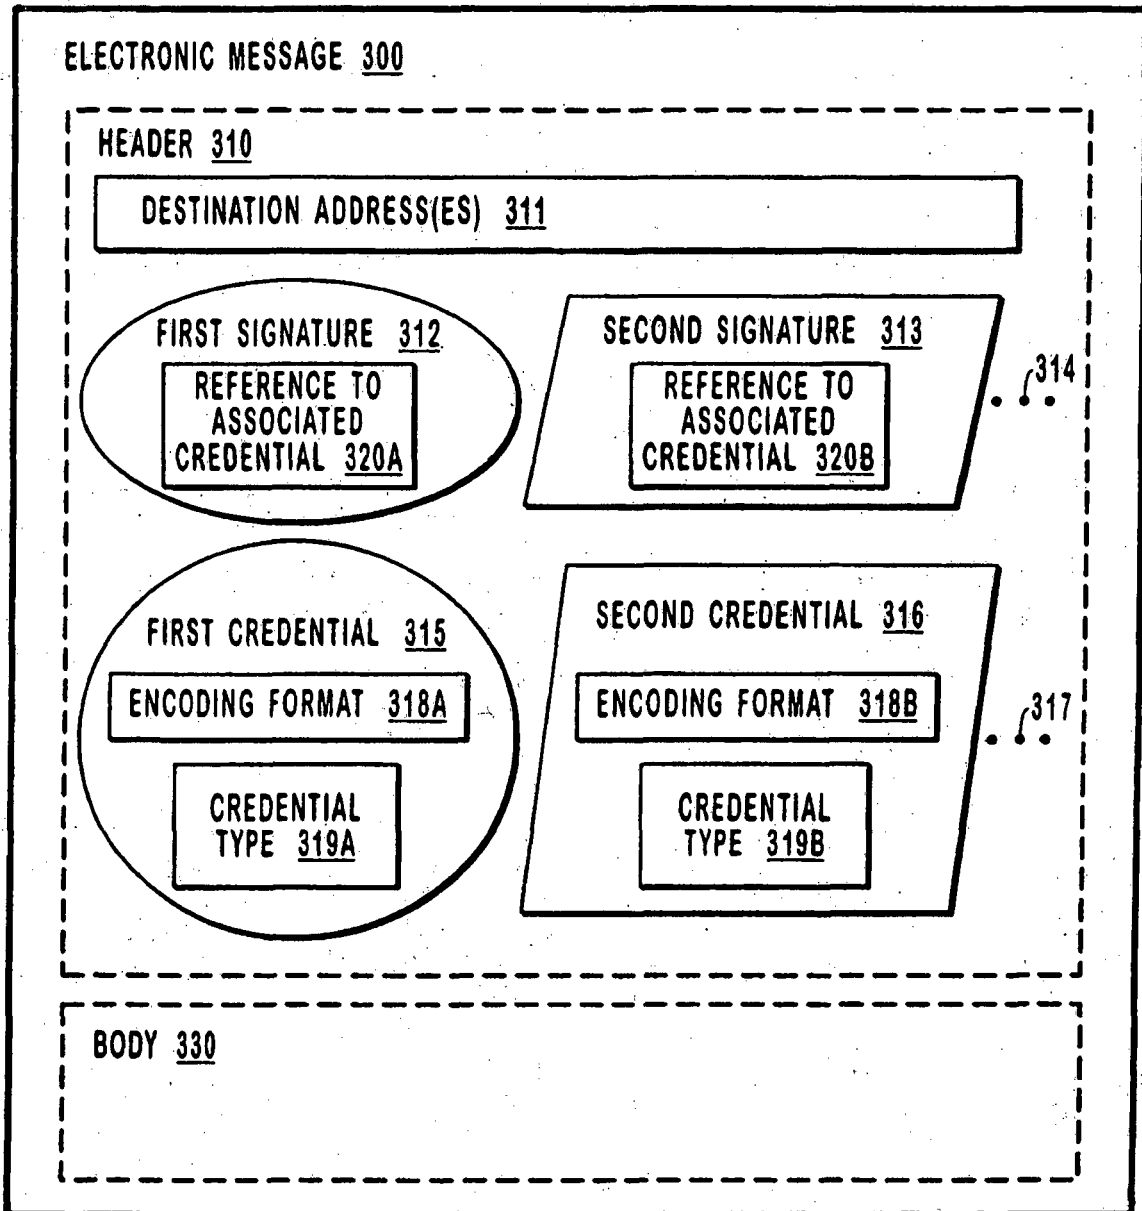 ELECTRONIC MESSAGE 300
HEADER 310
DESTINATION ADDRESS(ES) 311
FIRST SIGNATURE 312
REFERENCE TO
ASSOCIATED
CREDENTIAL 320A
SECOND SIGNATURE 313
REFERENCE TO
ASSOCIATED
CREDENTIAL 320B
314
FIRST CREDENTIAL 315
ENCODING FORMAT 318A
CREDENTIAL
TYPE 319A
SECOND CREDENTIAL 316
ENCODING FORMAT 318B
CREDENTIAL
TYPE 319B
317
BODY 330